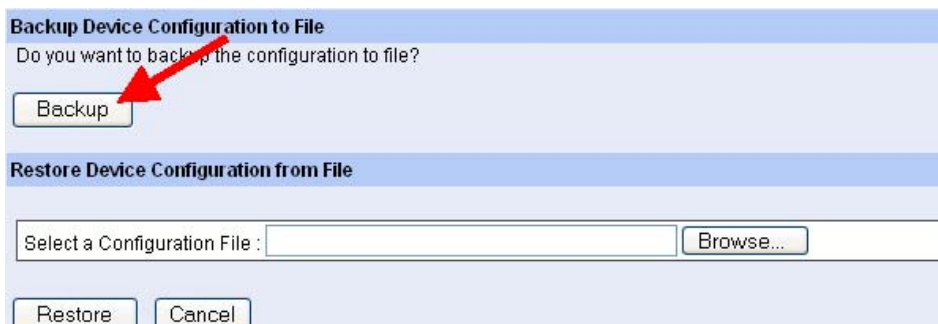 Backup Device Configuration to File
Do you want to backup the configuration to file?
Backup
Restore Device Configuration from File
Select a Configuration File : Browse...
Restore Cancel